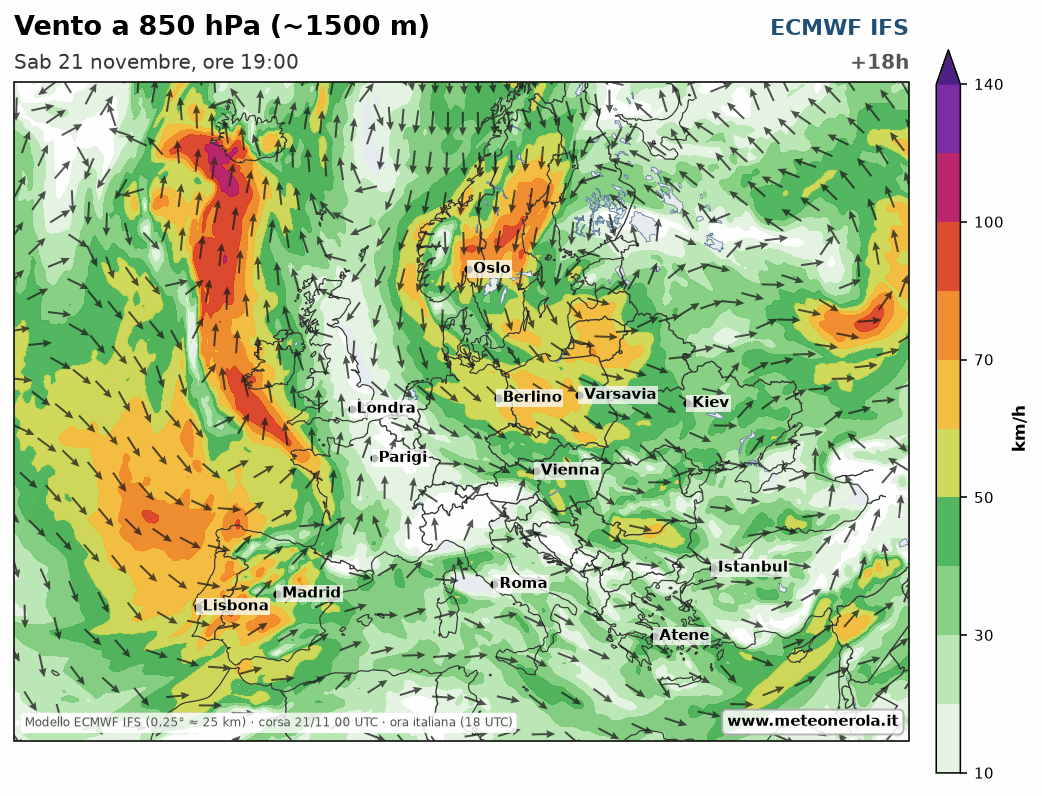 Vento a 850 hPa (~1500 m)
ECMWF IFS
Sab 21 novembre, ore 19:00
+18h
140
100
70
50
30
10
km/h
Oslo
Berlino
Varsavia
Kiev
Londra
Parigi
Vienna
Istanbul
Roma
Madrid
Lisbona
Atene
Modello ECMWF IFS (0,25° ≈ 25 km) · corsa 21/11 00 UTC · ora italiana (18 UTC)
www.meteonerola.it